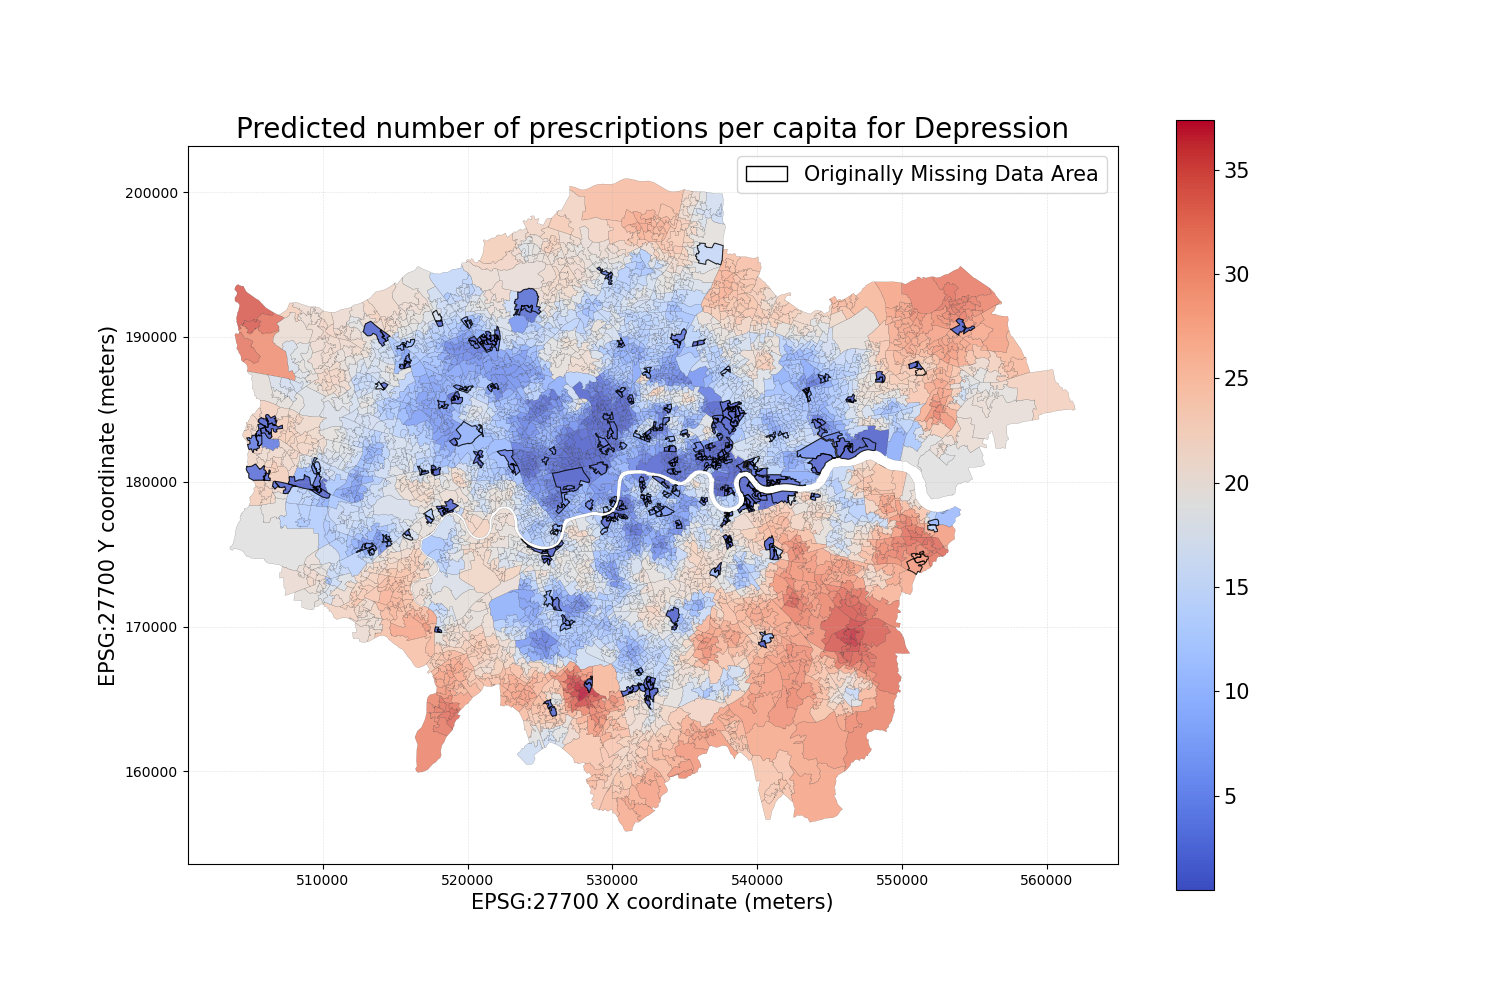 Predicted number of prescriptions per capita for Depression
Originally Missing Data Area
200000
190000
180000
170000
160000
EPSG:27700 Y coordinate (meters)
510000 520000 530000 540000 550000 560000
EPSG:27700 X coordinate (meters)
35
30
25
20
15
10
5